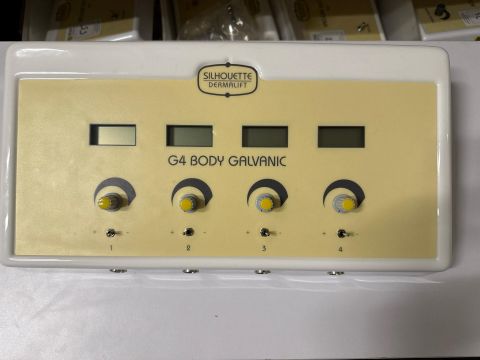 SILHOUETTE
DERMALIFT
G4 BODY GALVANIC
+ -
+ -
+ -
+ -
1 2 3 4